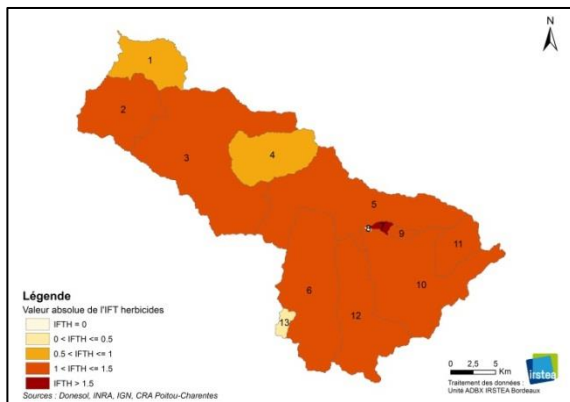 N
1
2
3
4
5
7
9
11
6
10
12
13
Légende
Valeur absolue de l'IFT herbicides
IFTH = 0
0 < IFTH <= 0.5
0.5 < IFTH <= 1
1 < IFTH <= 1.5
IFTH > 1.5
Sources : Donesol, INRA, IGN, CRA Poitou-Charentes
0 2,5 5
Km
Traitement des données :
Unité ADBX IRSTEA Bordeaux
irstea